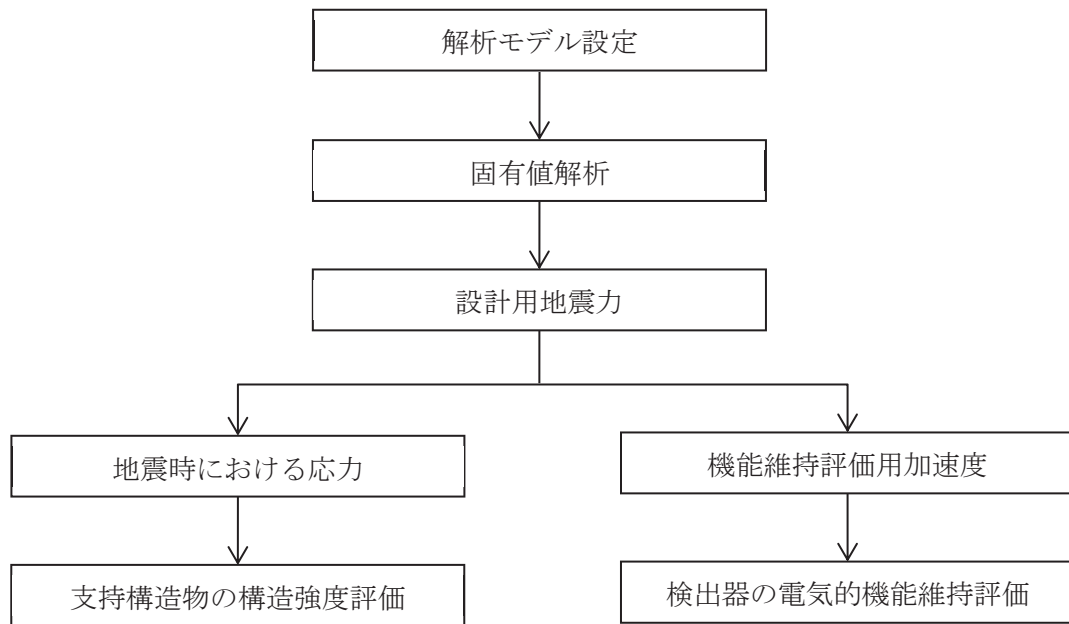 解析モデル設定
固有値解析
設計用地震力
地震時における応力
機能維持評価用加速度
支持構造物の構造強度評価
検出器の電気的機能維持評価